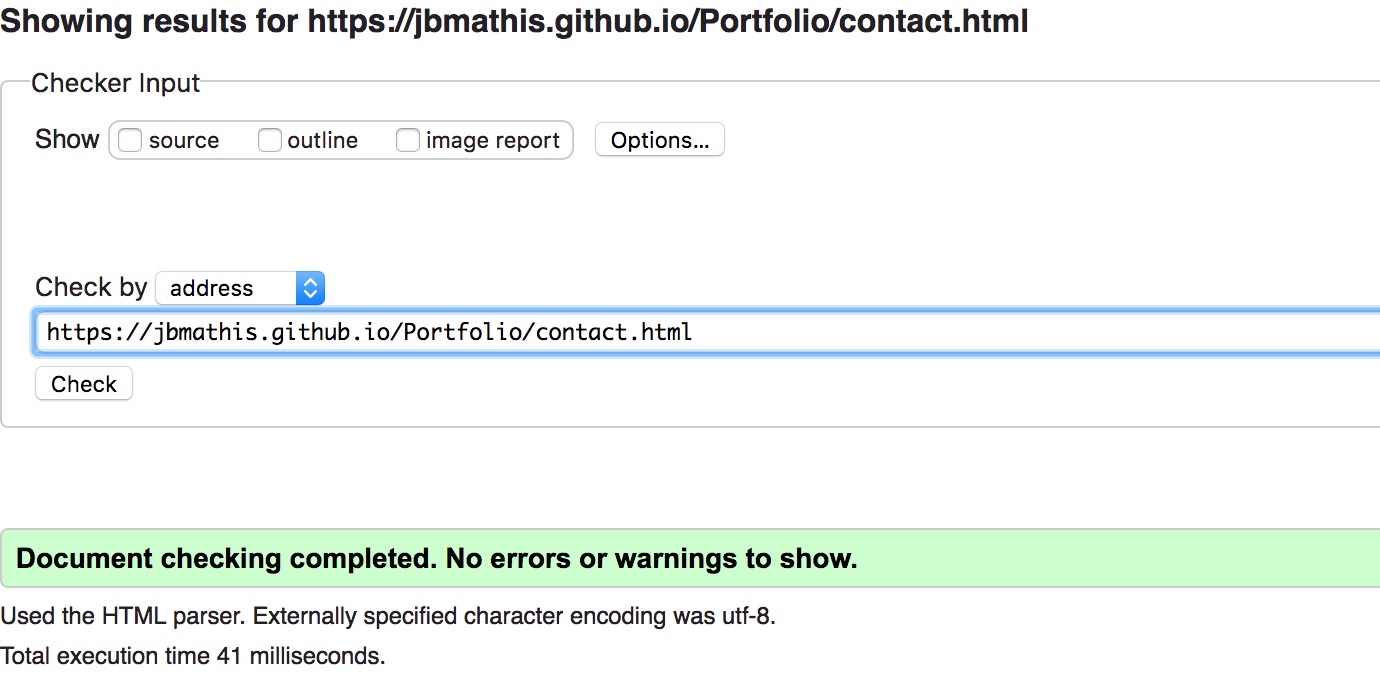 Showing results for https://jbmathis.github.io/Portfolio/contact.html
Checker Input
Show source outline image report Options...
Check by address
https://jbmathis.github.io/Portfolio/contact.html
Check
Document checking completed. No errors or warnings to show.
Used the HTML parser. Externally specified character encoding was utf-8.
Total execution time 41 milliseconds.